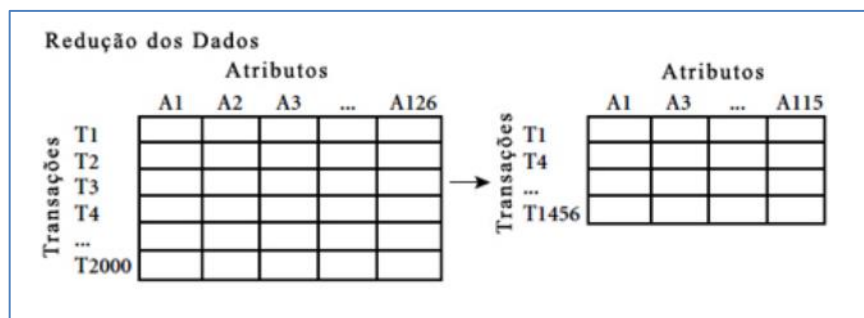 Redução dos Dados
Atributos
A1 A2 A3 ... A126
Transações
T1
T2
T3
T4
...
T2000
Atributos
A1 A3 ... A115
Transações
T1
T4
...
T1456